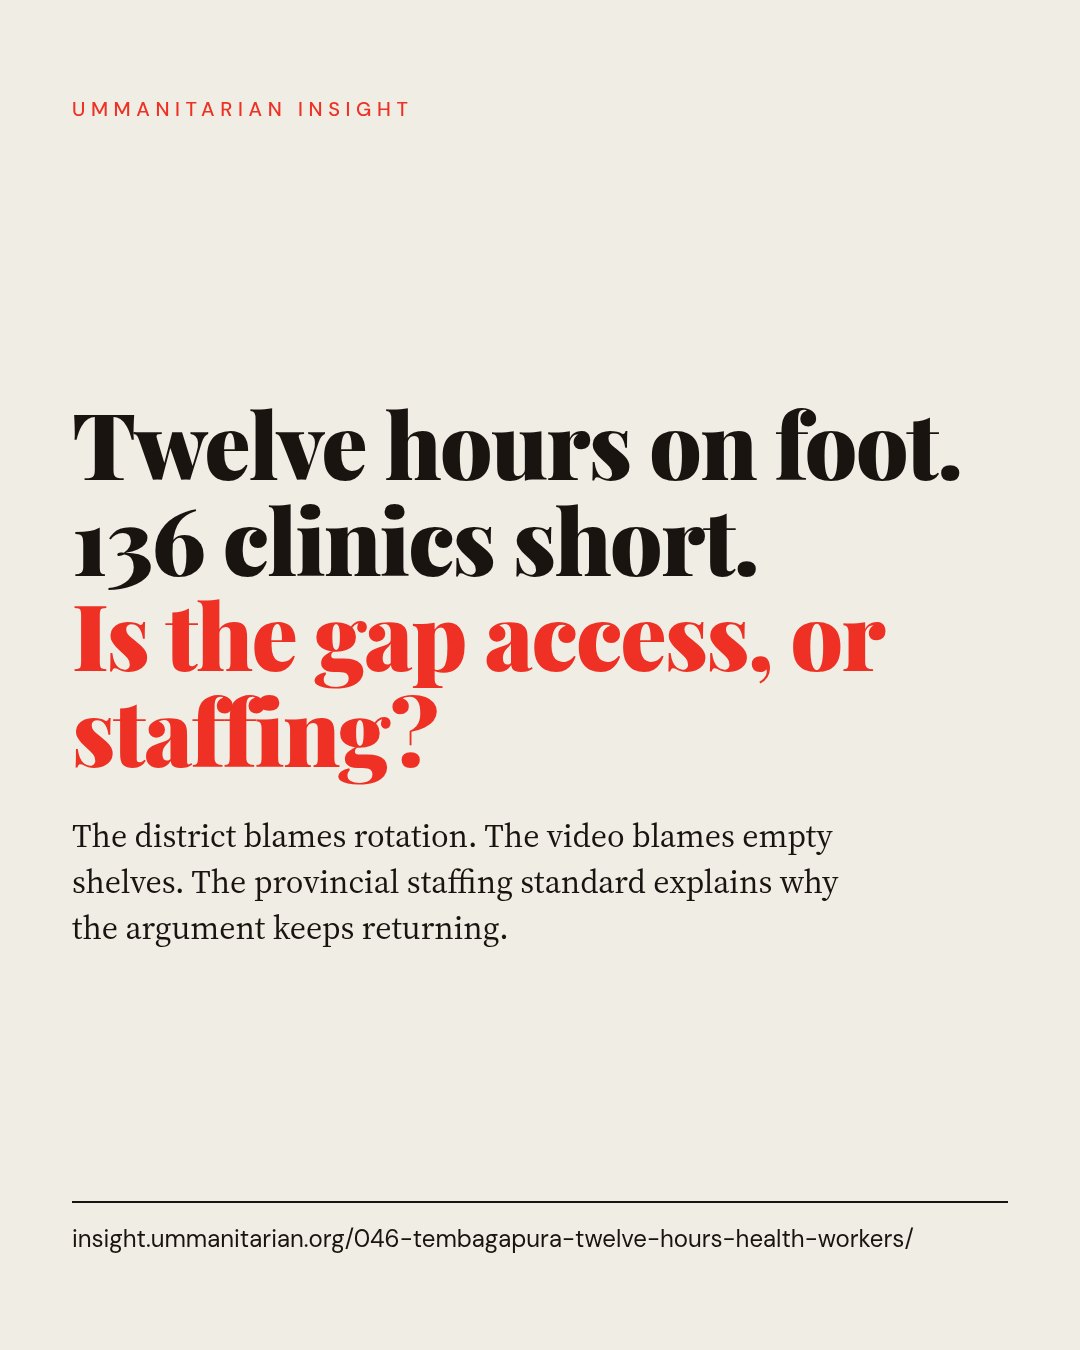 UMMANITARIAN INSIGHT
Twelve hours on foot.
136 clinics short.
Is the gap access, or
staffing?
The district blames rotation. The video blames empty
shelves. The provincial staffing standard explains why
the argument keeps returning.
insight.ummanitarian.org/046-tembagapura-twelve-hours-health-workers/